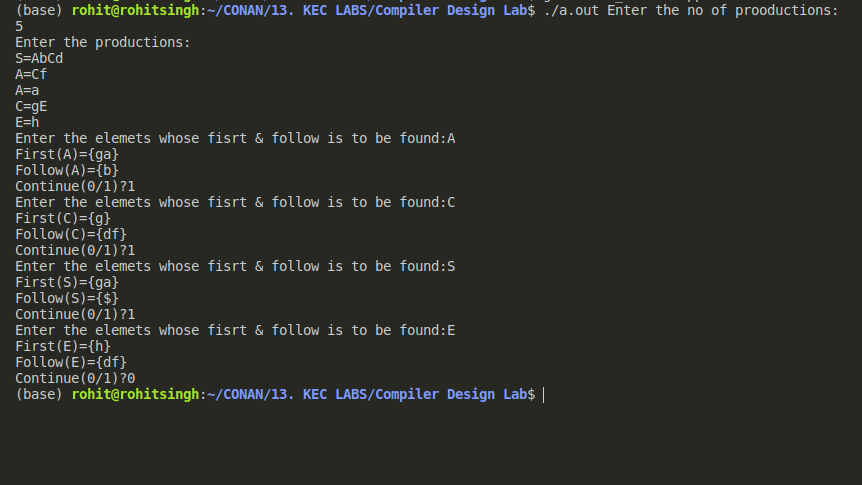 (base) rohit@rohitsingh:~/CONAN/13. KEC LABS/Compiler Design Lab$ ./a.out Enter the no of prooductions:
5
Enter the productions:
S=AbCd
A=Cf
A=a
C=gE
E=h
Enter the elemets whose fisrt & follow is to be found:A
First(A)={ga}
Follow(A)={b}
Continue(0/1)?1
Enter the elemets whose fisrt & follow is to be found:C
First(C)={g}
Follow(C)={df}
Continue(0/1)?1
Enter the elemets whose fisrt & follow is to be found:S
First(S)={ga}
Follow(S)={$}
Continue(0/1)?1
Enter the elemets whose fisrt & follow is to be found:E
First(E)={h}
Follow(E)={df}
Continue(0/1)?0
(base) rohit@rohitsingh:~/CONAN/13. KEC LABS/Compiler Design Lab$